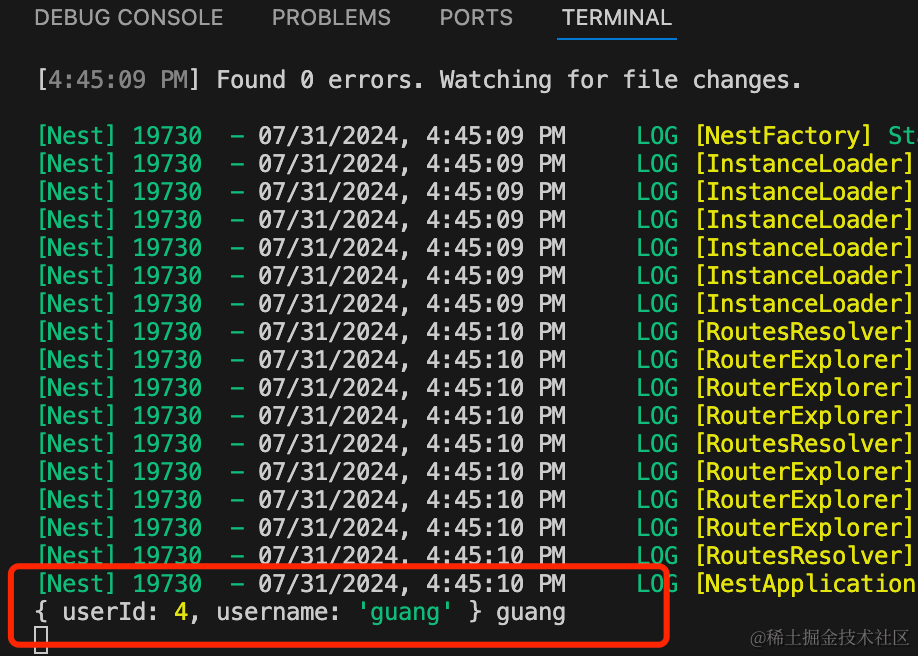 DEBUG CONSOLE PROBLEMS PORTS TERMINAL
[4:45:09 PM] Found 0 errors. Watching for file changes.
[Nest] 19730 - 07/31/2024, 4:45:09 PM LOG [NestFactory] Sta
[Nest] 19730 - 07/31/2024, 4:45:09 PM LOG [InstanceLoader]
[Nest] 19730 - 07/31/2024, 4:45:09 PM LOG [InstanceLoader]
[Nest] 19730 - 07/31/2024, 4:45:09 PM LOG [InstanceLoader]
[Nest] 19730 - 07/31/2024, 4:45:09 PM LOG [InstanceLoader]
[Nest] 19730 - 07/31/2024, 4:45:09 PM LOG [InstanceLoader]
[Nest] 19730 - 07/31/2024, 4:45:09 PM LOG [InstanceLoader]
[Nest] 19730 - 07/31/2024, 4:45:10 PM LOG [RoutesResolver]
[Nest] 19730 - 07/31/2024, 4:45:10 PM LOG [RouterExplorer]
[Nest] 19730 - 07/31/2024, 4:45:10 PM LOG [RouterExplorer]
[Nest] 19730 - 07/31/2024, 4:45:10 PM LOG [RouterExplorer]
[Nest] 19730 - 07/31/2024, 4:45:10 PM LOG [RoutesResolver]
[Nest] 19730 - 07/31/2024, 4:45:10 PM LOG [RouterExplorer]
[Nest] 19730 - 07/31/2024, 4:45:10 PM LOG [RouterExplorer]
[Nest] 19730 - 07/31/2024, 4:45:10 PM LOG [RouterExplorer]
[Nest] 19730 - 07/31/2024, 4:45:10 PM LOG [RoutesResolver]
[Nest] 19730 - 07/31/2024, 4:45:10 PM LOG [NestApplication
{ userId: 4, username: 'guang' } guang
@稀土掘金技术社区